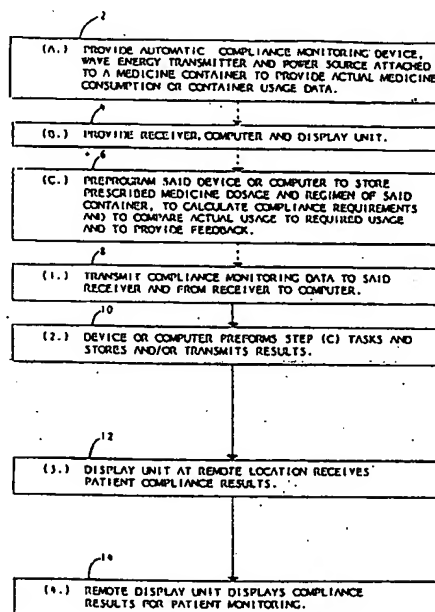 2
(A.) PROVIDE AUTOMATIC COMPLIANCE MONITORING DEVICE,
WAVE ENERGY TRANSMITTER AND POWER SOURCE ATTACHED
TO A MEDICINE CONTAINER TO PROVIDE ACTUAL MEDICINE
CONSUMPTION OR CONTAINER USAGE DATA.
4
(B.) PROVIDE RECEIVER, COMPUTER AND DISPLAY UNIT.
6
(C.) PREPROGRAM SAID DEVICE OR COMPUTER TO STORE
PRESCRIBED MEDICINE DOSAGE AND REGIMEN OF SAID
CONTAINER, TO CALCULATE COMPLIANCE REQUIREMENTS
AND TO COMPARE ACTUAL USAGE TO REQUIRED USAGE
AND TO PROVIDE FEEDBACK.
8
(1.) TRANSMIT COMPLIANCE MONITORING DATA TO SAID
RECEIVER AND FROM RECEIVER TO COMPUTER.
10
(2.) DEVICE OR COMPUTER PREFORMS STEP (C) TASKS AND
STORES AND/OR TRANSMITS RESULTS.
12
(3.) DISPLAY UNIT AT REMOTE LOCATION RECEIVES
PATIENT COMPLIANCE RESULTS.
14
(4.) REMOTE DISPLAY UNIT DISPLAYS COMPLIANCE
RESULTS FOR PATIENT MONITORING.